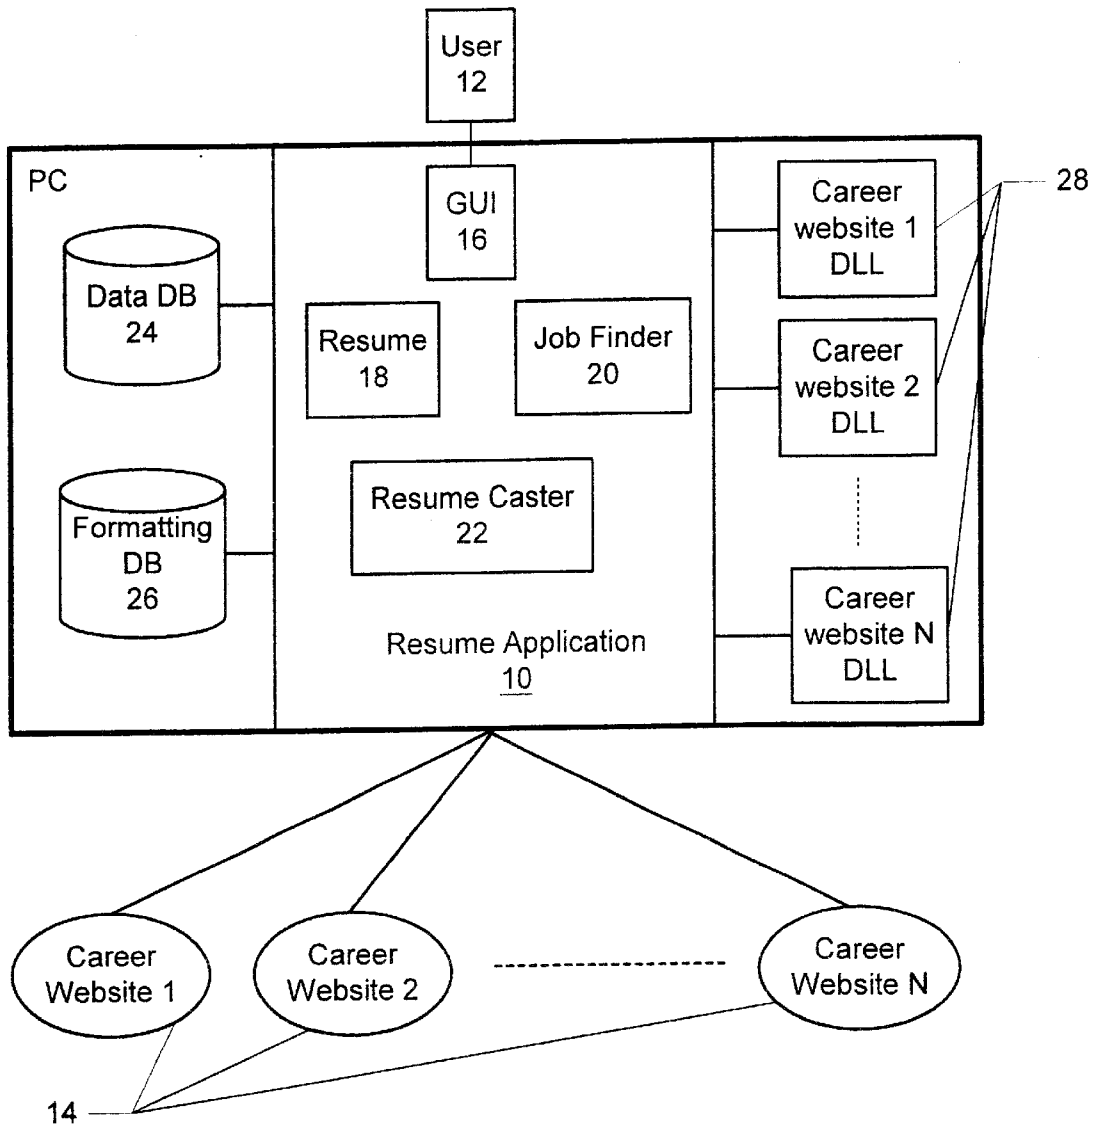 User
12
PC
GUI
16
Data DB
24
Formatting
DB
26
Resume
18
Job Finder
20
Resume Caster
22
Resume Application
10
Career
website 1
DLL
Career
website 2
DLL
Career
website N
DLL
28
Career
Website 1
Career
Website 2
Career
Website N
14